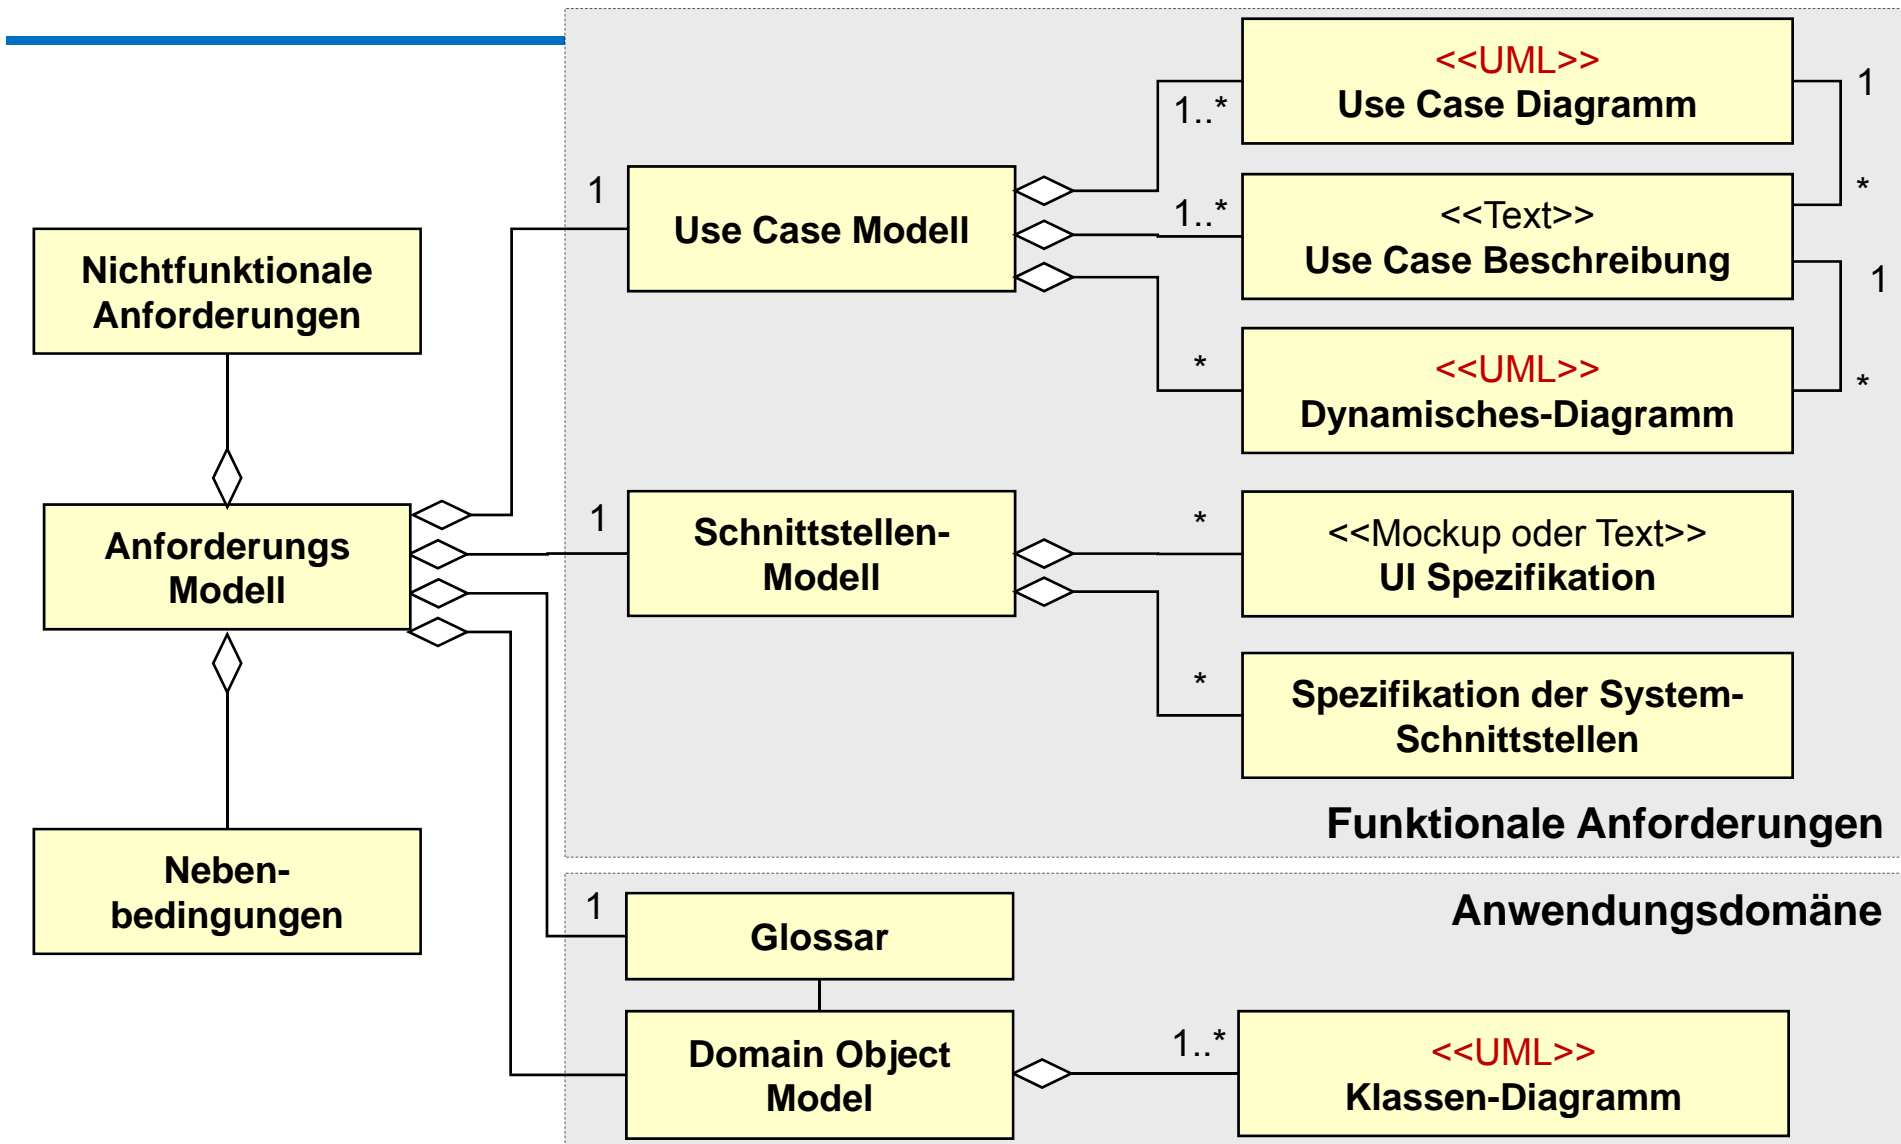 <<UML>>
Use Case Diagramm
1
1..*
*
1
Use Case Modell
1..*
<<Text>>
Use Case Beschreibung
1
Nichtfunktionale
Anforderungen
*
<<UML>>
Dynamisches-Diagramm
*
Anforderungs
Modell
1
Schnittstellen-
Modell
*
<<Mockup oder Text>>
UI Spezifikation
*
Spezifikation der System-
Schnittstellen
Funktionale Anforderungen
Neben-
bedingungen
1
Glossar
Anwendungsdomäne
Domain Object
Model
1..*
<<UML>>
Klassen-Diagramm